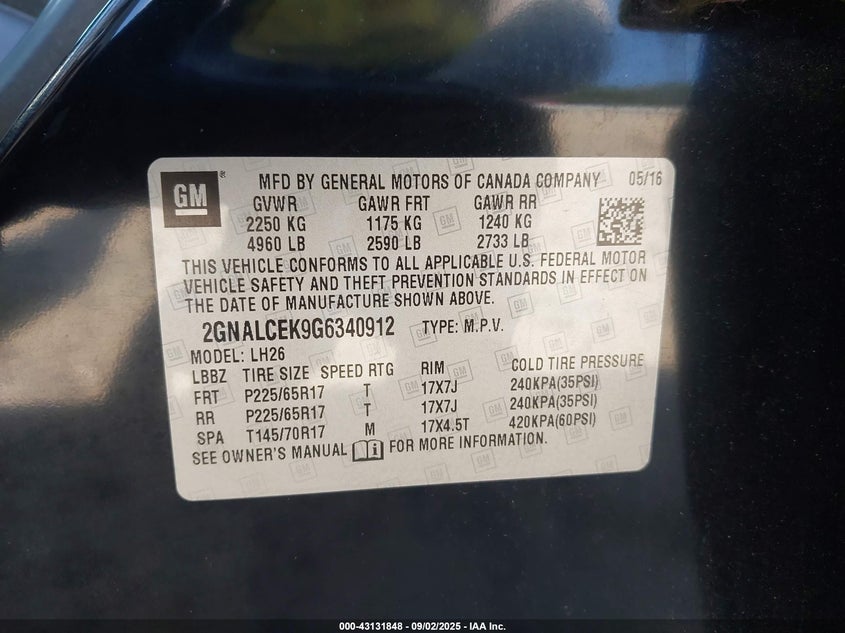 GM ® MFD BY GENERAL MOTORS OF CANADA COMPANY 05/16
GVWR GAWR FRT GAWR RR
2250 KG 1175 KG 1240 KG
4960 LB 2590 LB 2733 LB
THIS VEHICLE CONFORMS TO ALL APPLICABLE U.S. FEDERAL MOTOR
VEHICLE SAFETY AND THEFT PREVENTION STANDARDS IN EFFECT ON
THE DATE OF MANUFACTURE SHOWN ABOVE.
2GNALCEK9G6340912 TYPE: M.P.V.
MODEL: LH26
LBBZ TIRE SIZE SPEED RTG RIM COLD TIRE PRESSURE
FRT P225/65R17 T 17X7J 240KPA(35PSI)
RR P225/65R17 T 17X7J 240KPA(35PSI)
SPA T145/70R17 M 17X4.5T 420KPA(60PSI)
SEE OWNER'S MANUAL FOR MORE INFORMATION.
000-43131848 - 09/02/2025 - IAA Inc.